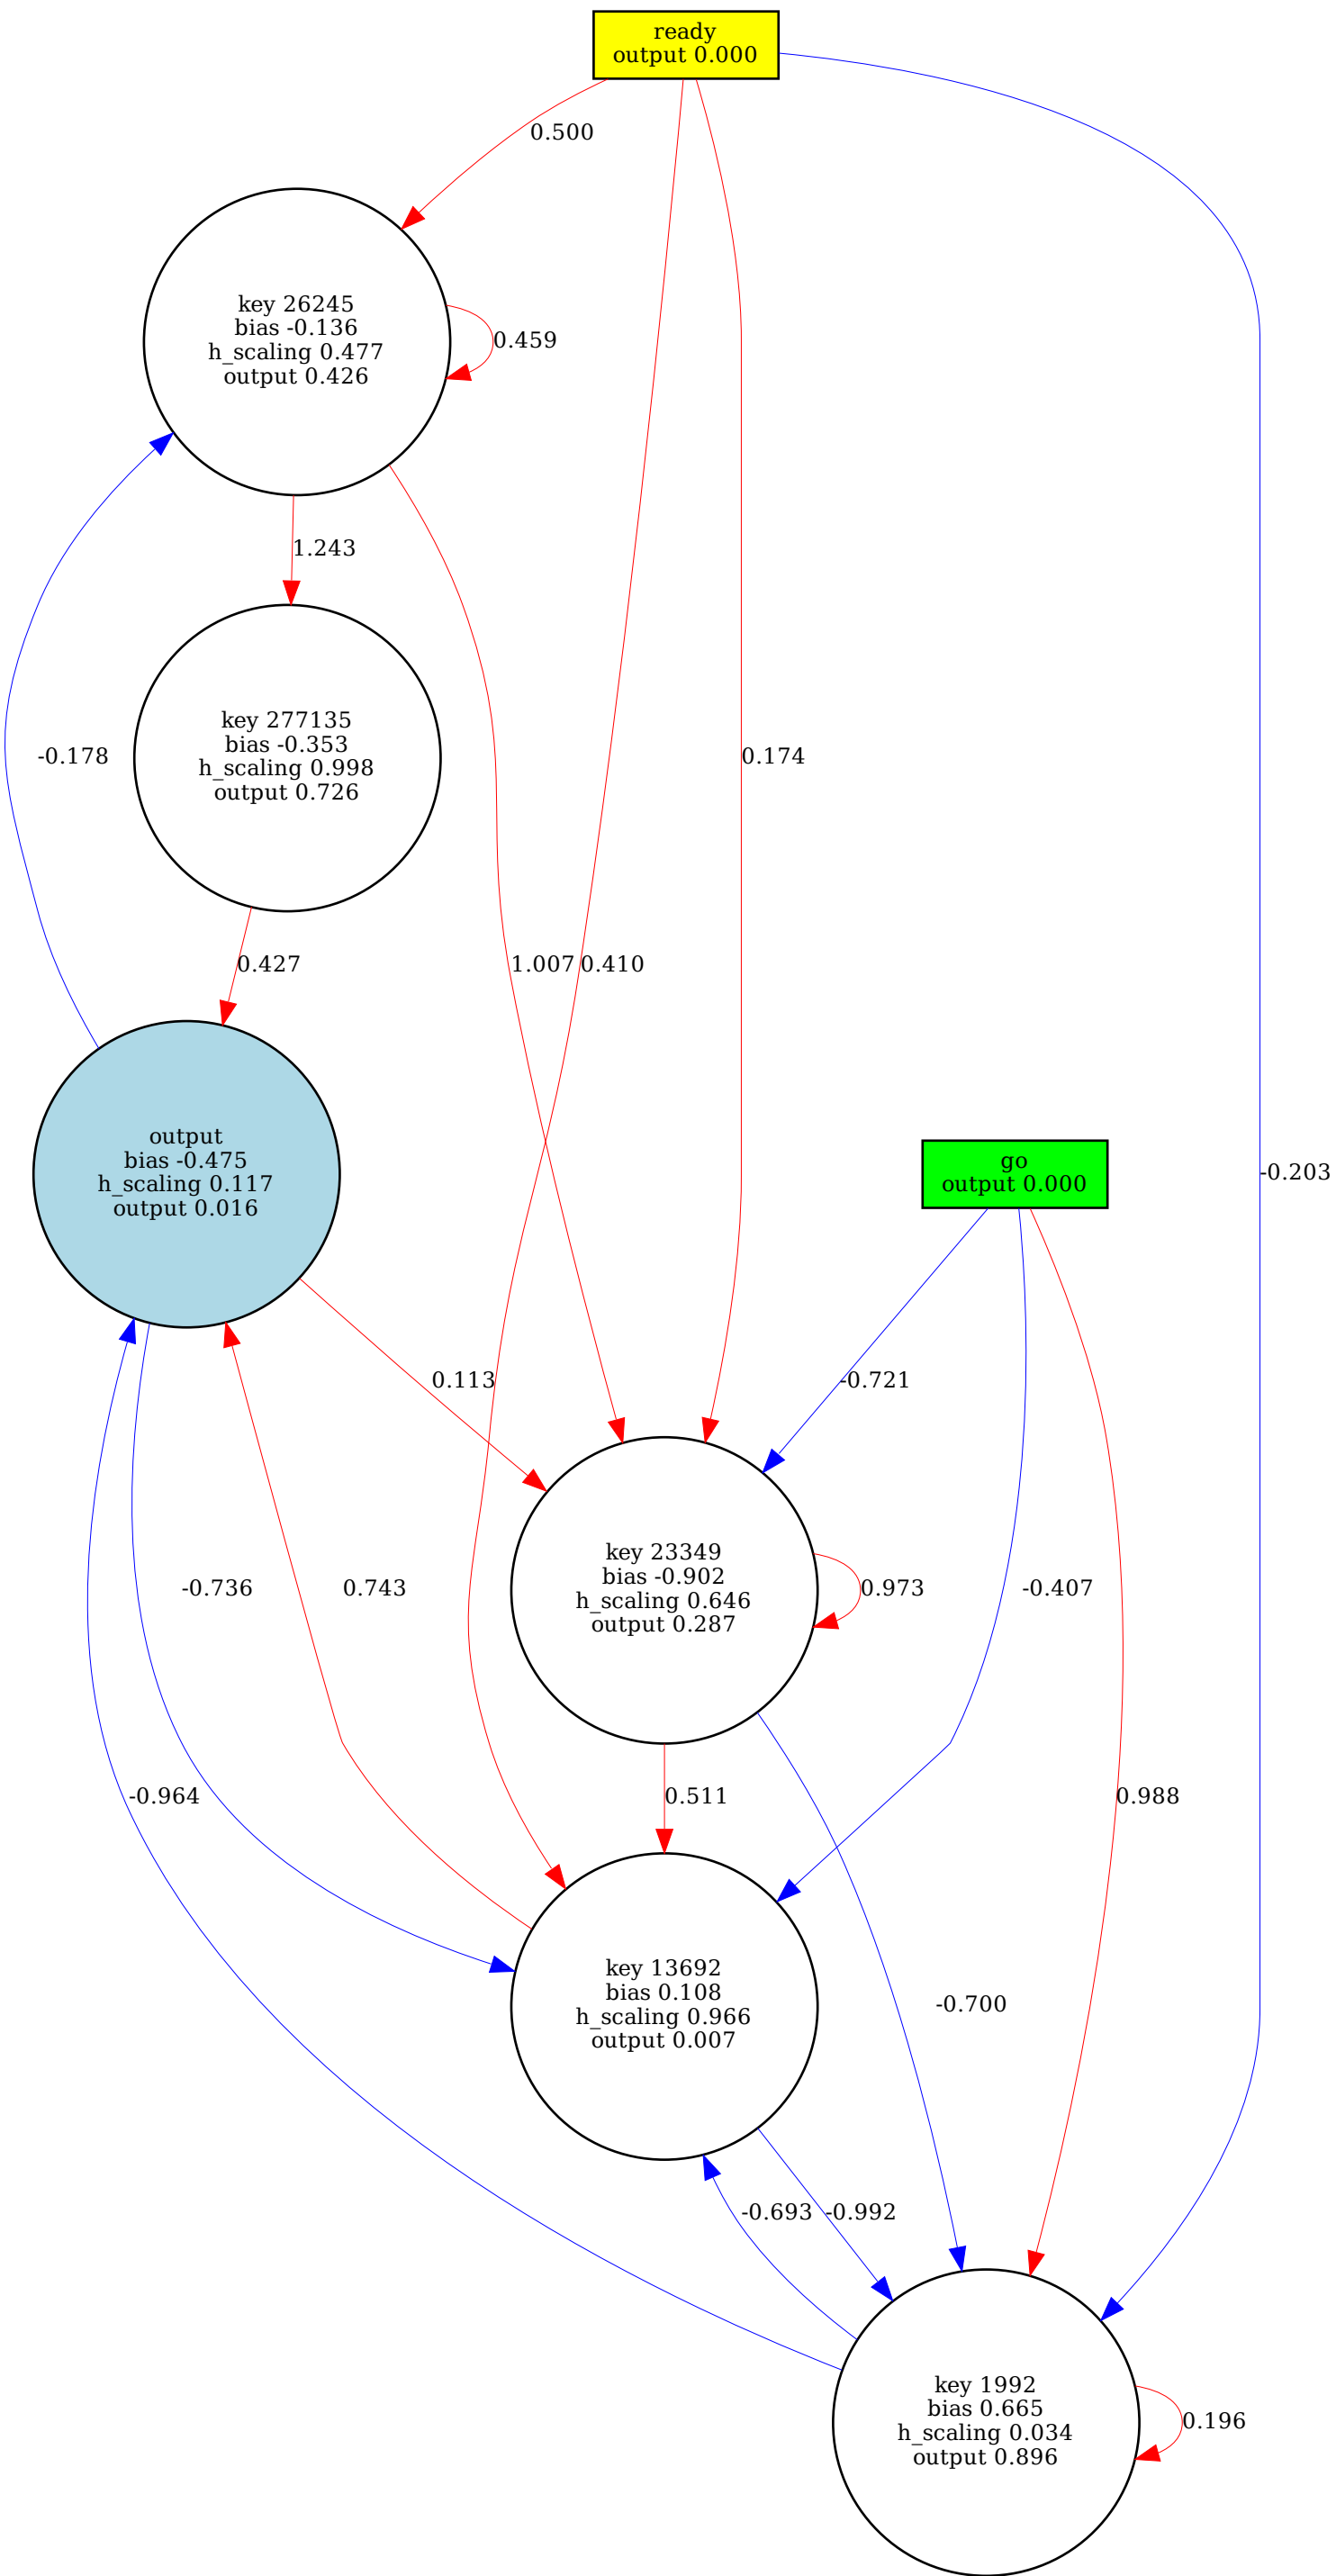 ready
output 0.000
0.500
key 26245
bias -0.136
h_scaling 0.477
output 0.426
0.459
1.243
key 277135
bias -0.353
h_scaling 0.998
output 0.726
-0.178
0.174
0.427
1.007
0.410
output
bias -0.475
h_scaling 0.117
output 0.016
go
output 0.000
-0.203
0.113
-0.721
key 23349
bias -0.902
h_scaling 0.646
output 0.287
-0.736
0.743
0.973
-0.407
-0.964
0.511
0.988
key 13692
bias 0.108
h_scaling 0.966
output 0.007
-0.700
-0.693
-0.992
key 1992
bias 0.665
h_scaling 0.034
output 0.896
0.196